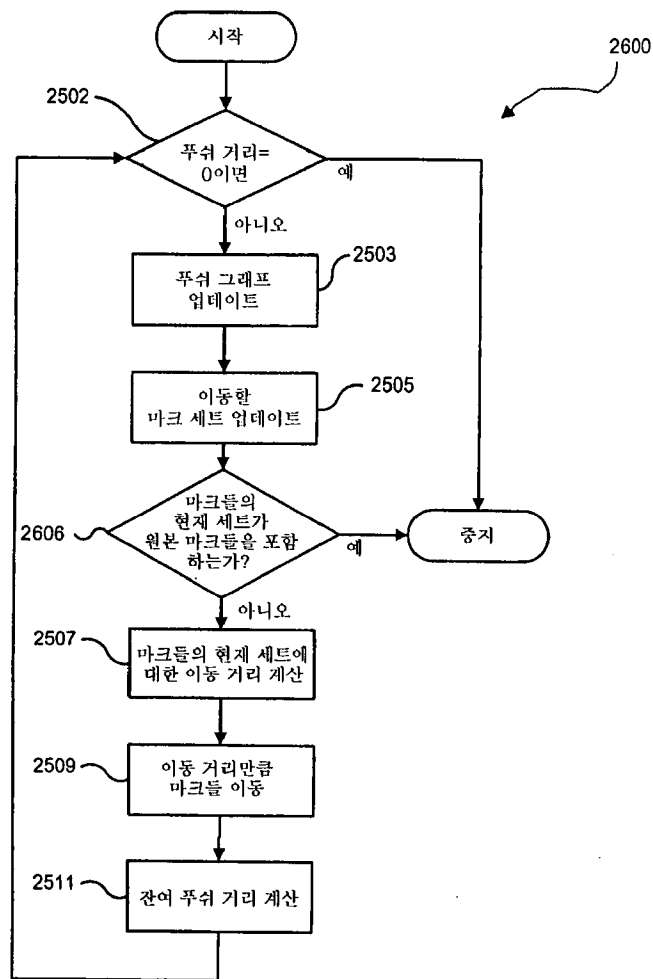 시작
2600
2502
푸쉬 거리=
0이면
예
아니오
2503
푸쉬 그래프
업데이트
2505
이동할
마크 세트 업데이트
2606
마크들의
현재 세트가
원본 마크들을 포함
하는가?
예
중지
아니오
2507
마크들의 현재 세트에
대한 이동 거리 계산
2509
이동 거리만큼
마크들 이동
2511
잔여 푸쉬 거리 계산